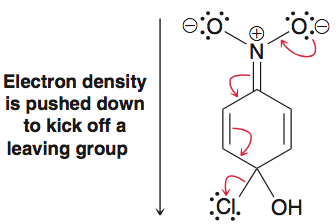 ⊖:Ö: :Ö:⊖
⊕
N
Electron density
is pushed down
to kick off a
leaving group
:Cl: OH